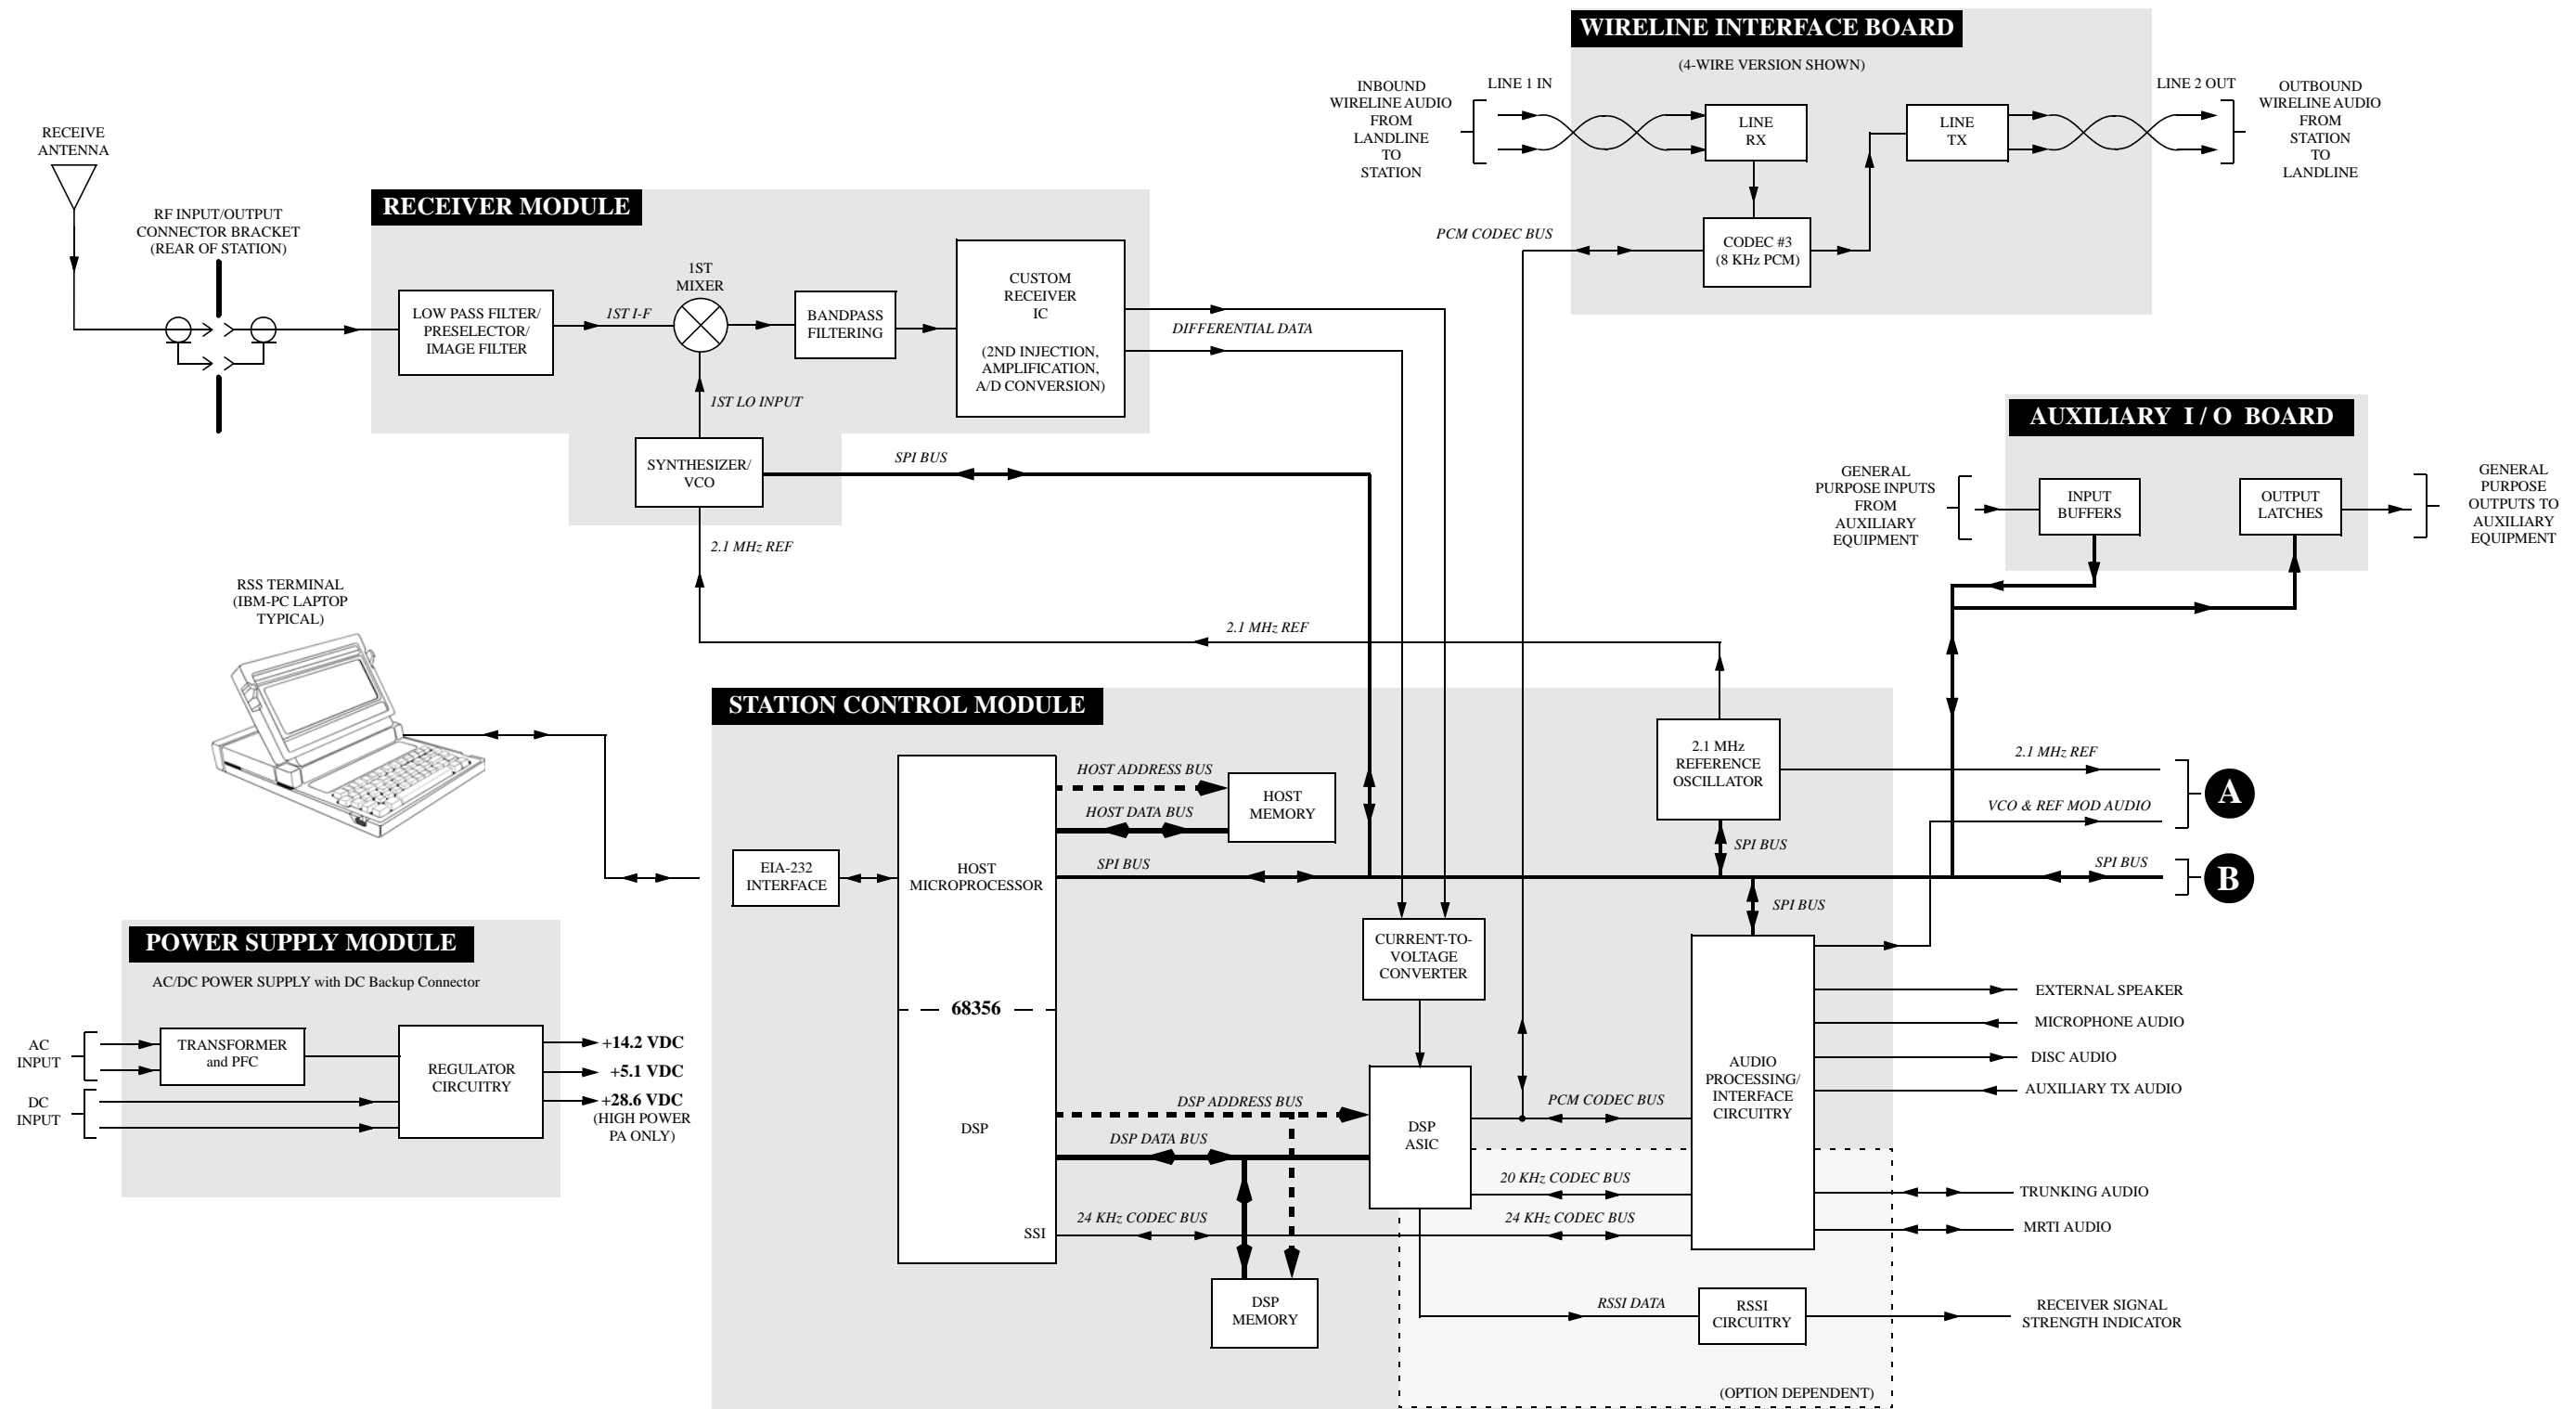 WIRELINE INTERFACE BOARD
(4-WIRE VERSION SHOWN)
INBOUND
WIRELINE AUDIO
FROM
LANDLINE
TO
STATION
LINE 1 IN
LINE
RX
LINE
TX
LINE 2 OUT
OUTBOUND
WIRELINE AUDIO
FROM
STATION
TO
LANDLINE
PCM CODEC BUS
CODEC #3
(8 KHz PCM)
RECEIVE
ANTENNA
RF INPUT/OUTPUT
CONNECTOR BRACKET
(REAR OF STATION)
RECEIVER MODULE
LOW PASS FILTER/
PRESELECTOR/
IMAGE FILTER
1ST I-F
1ST
MIXER
BANDPASS
FILTERING
CUSTOM
RECEIVER
IC
(2ND INJECTION,
AMPLIFICATION,
A/D CONVERSION)
DIFFERENTIAL DATA
1ST LO INPUT
SYNTHESIZER/
VCO
SPI BUS
2.1 MHz REF
AUXILIARY I / O BOARD
GENERAL
PURPOSE INPUTS
FROM
AUXILIARY
EQUIPMENT
INPUT
BUFFERS
OUTPUT
LATCHES
GENERAL
PURPOSE
OUTPUTS TO
AUXILIARY
EQUIPMENT
RSS TERMINAL
(IBM-PC LAPTOP
TYPICAL)
2.1 MHz REF
STATION CONTROL MODULE
HOST ADDRESS BUS
HOST DATA BUS
HOST
MEMORY
2.1 MHz
REFERENCE
OSCILLATOR
2.1 MHz REF
VCO & REF MOD AUDIO
A
SPI BUS
EIA-232
INTERFACE
HOST
MICROPROCESSOR
SPI BUS
SPI BUS
B
SPI BUS
CURRENT-TO-
VOLTAGE
CONVERTER
68356
DSP
SSI
DSP ADDRESS BUS
DSP DATA BUS
24 KHz CODEC BUS
DSP
MEMORY
DSP
ASIC
PCM CODEC BUS
20 KHz CODEC BUS
24 KHz CODEC BUS
AUDIO
PROCESSING/
INTERFACE
CIRCUITRY
EXTERNAL SPEAKER
MICROPHONE AUDIO
DISC AUDIO
AUXILIARY TX AUDIO
TRUNKING AUDIO
MRTI AUDIO
RSSI DATA
RSSI
CIRCUITRY
RECEIVER SIGNAL
STRENGTH INDICATOR
(OPTION DEPENDENT)
POWER SUPPLY MODULE
AC/DC POWER SUPPLY with DC Backup Connector
AC
INPUT
DC
INPUT
TRANSFORMER
and PFC
REGULATOR
CIRCUITRY
+14.2 VDC
+5.1 VDC
+28.6 VDC
(HIGH POWER
PA ONLY)